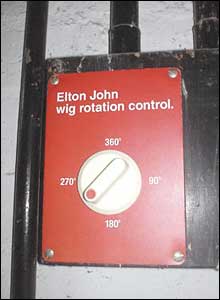 Elton John
wig rotation control.
360°
270° 90°
180°